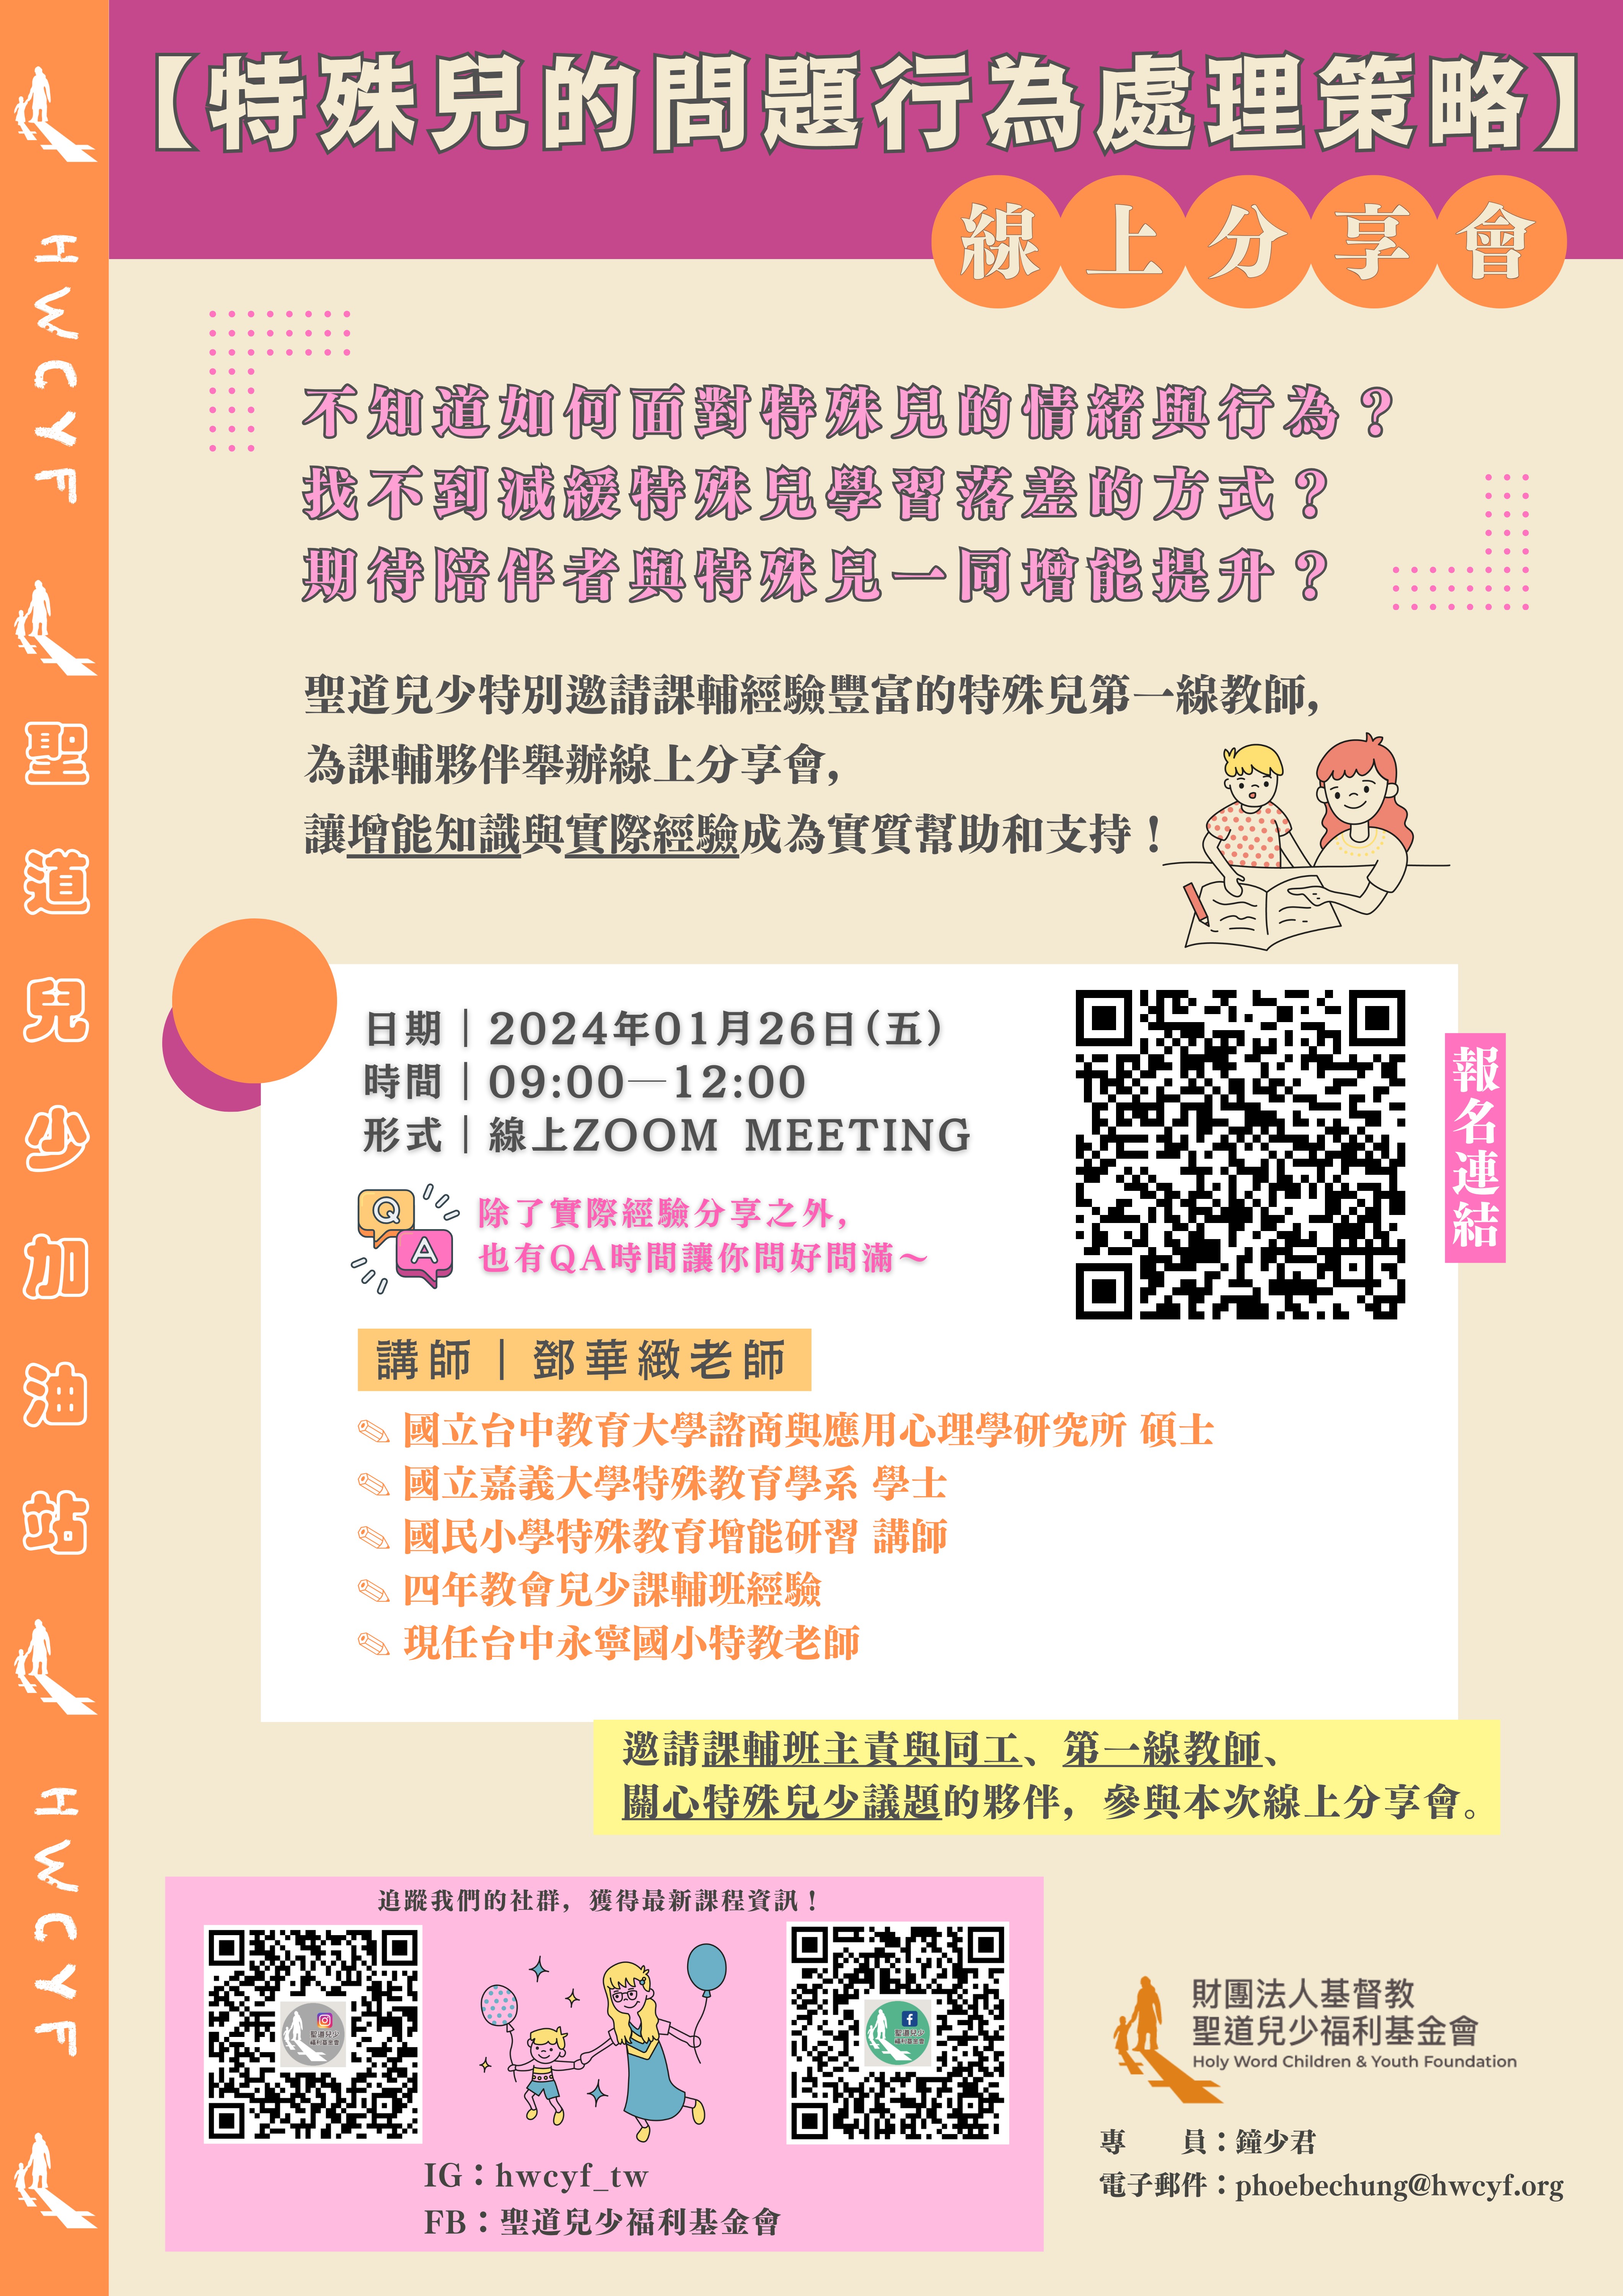 【特殊兒的問題行為處理策略】
線上分享會
不知道如何面對特殊兒的情緒與行為？
找不到減緩特殊兒學習落差的方式？
期待陪伴者與特殊兒一同增能提升？
聖道兒少特別邀請課輔經驗豐富的特殊兒第一線教師，
為課輔夥伴舉辦線上分享會，
讓增能知識與實際經驗成為實質幫助和支持！
日期｜2024年01月26日(五)
時間｜09:00—12:00
形式｜線上ZOOM MEETING
報名連結
Q
A
除了實際經驗分享之外，
也有QA時間讓你問好問滿～
講師｜鄧華緻老師
國立台中教育大學諮商與應用心理學研究所 碩士
國立嘉義大學特殊教育學系 學士
國民小學特殊教育增能研習 講師
四年教會兒少課輔班經驗
現任台中永寧國小特教老師
邀請課輔班主責與同工、第一線教師、
關心特殊兒少議題的夥伴，參與本次線上分享會。
追蹤我們的社群，獲得最新課程資訊！
聖道兒少
福利基金會
聖道兒少
福利基金會
IG：hwcyf_tw
FB：聖道兒少福利基金會
財團法人基督教
聖道兒少福利基金會
Holy Word Children & Youth Foundation
專　員：鐘少君
電子郵件：phoebechung@hwcyf.org
HWCYF
聖道兒少加油站
HWCYF